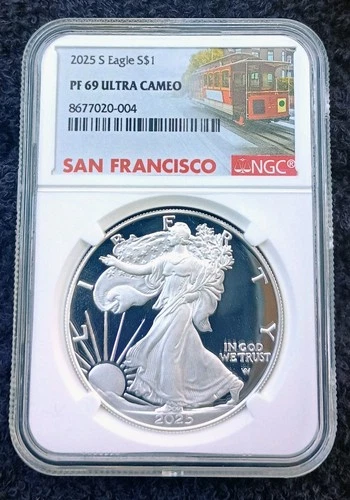 2025 S Eagle S$1
PF 69 ULTRA CAMEO
8677020-004
SAN FRANCISCO NGC®
LIBERTY
IN GOD
WE TRUST
2025